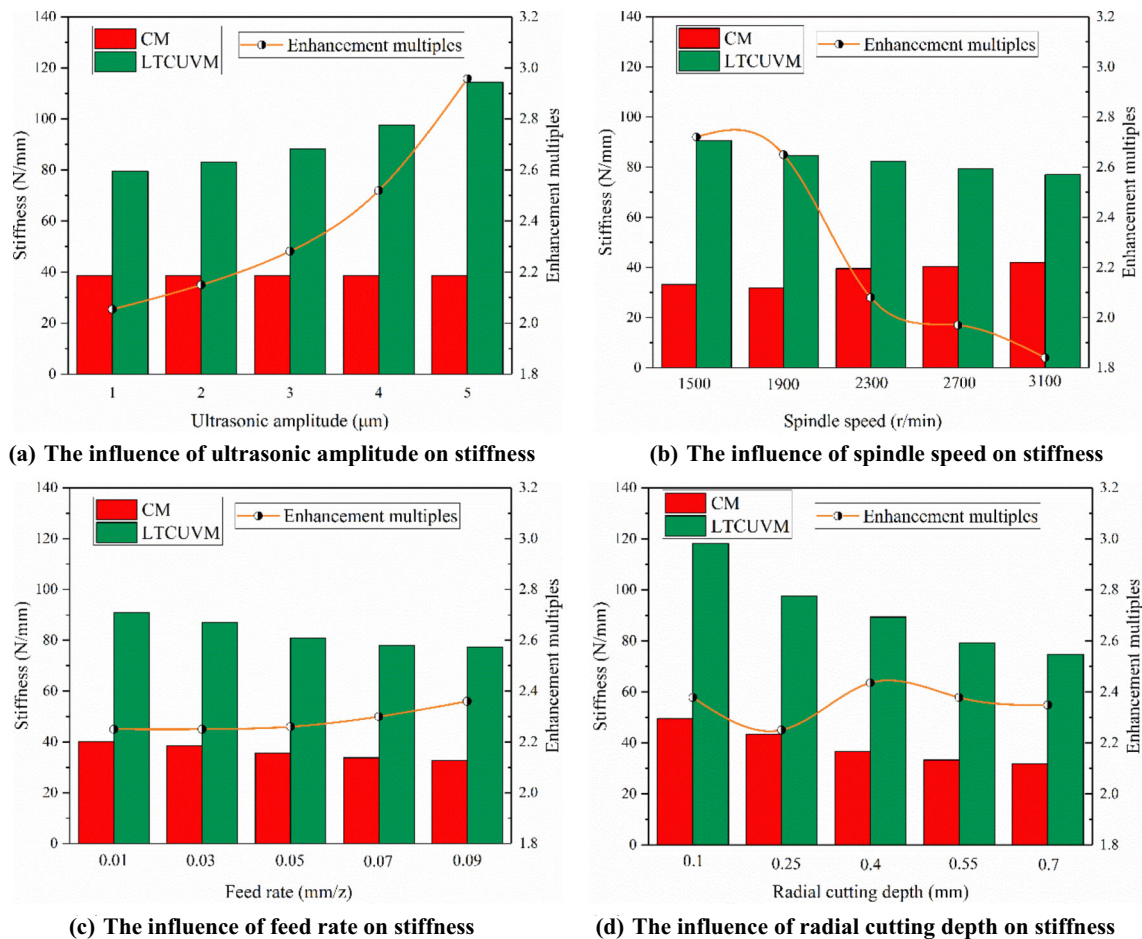 140
120
100
80
60
40
20
0
Stiffness (N/mm)
CM
LTCUVM
Enhancement multiples
3.2
3.0
2.8
2.6
2.4
2.2
2.0
1.8
Enhancement multiples
1 2 3 4 5
Ultrasonic amplitude (μm)
(a) The influence of ultrasonic amplitude on stiffness
140
120
100
80
60
40
20
0
Stiffness (N/mm)
CM
LTCUVM
Enhancement multiples
3.2
3.0
2.8
2.6
2.4
2.2
2.0
1.8
Enhancement multiples
1500 1900 2300 2700 3100
Spindle speed (r/min)
(b) The influence of spindle speed on stiffness
140
120
100
80
60
40
20
0
Stiffness (N/mm)
CM
LTCUVM
Enhancement multiples
3.2
3.0
2.8
2.6
2.4
2.2
2.0
1.8
Enhancement multiples
0.01 0.03 0.05 0.07 0.09
Feed rate (mm/z)
(c) The influence of feed rate on stiffness
140
120
100
80
60
40
20
0
Stiffness (N/mm)
CM
LTCUVM
Enhancement multiples
3.2
3.0
2.8
2.6
2.4
2.2
2.0
1.8
Enhancement multiples
0.1 0.25 0.4 0.55 0.7
Radial cutting depth (mm)
(d) The influence of radial cutting depth on stiffness